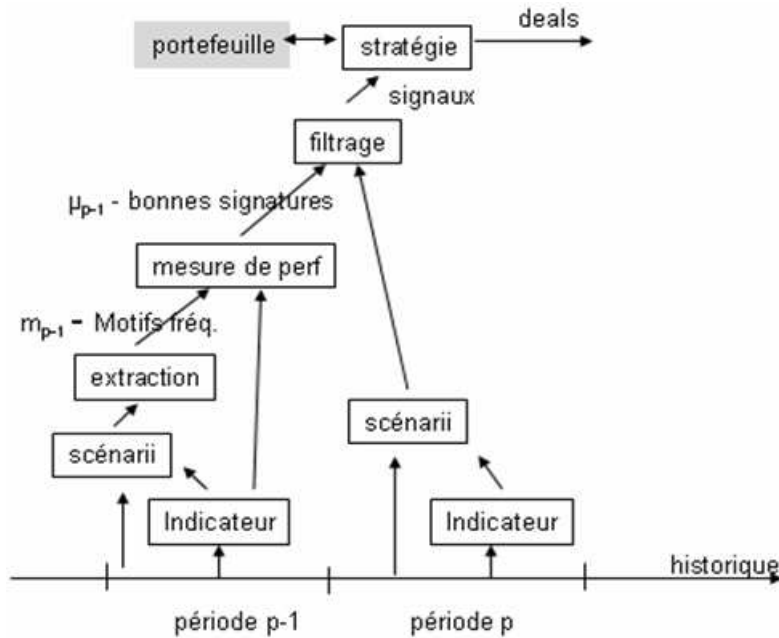 deals
portefeuille
stratégie
signaux
filtrage
μp-1 - bonnes signatures
mesure de perf
mp-1 - Motifs fréq.
extraction
scénarii
scénarii
Indicateur
Indicateur
historique
période p-1
période p